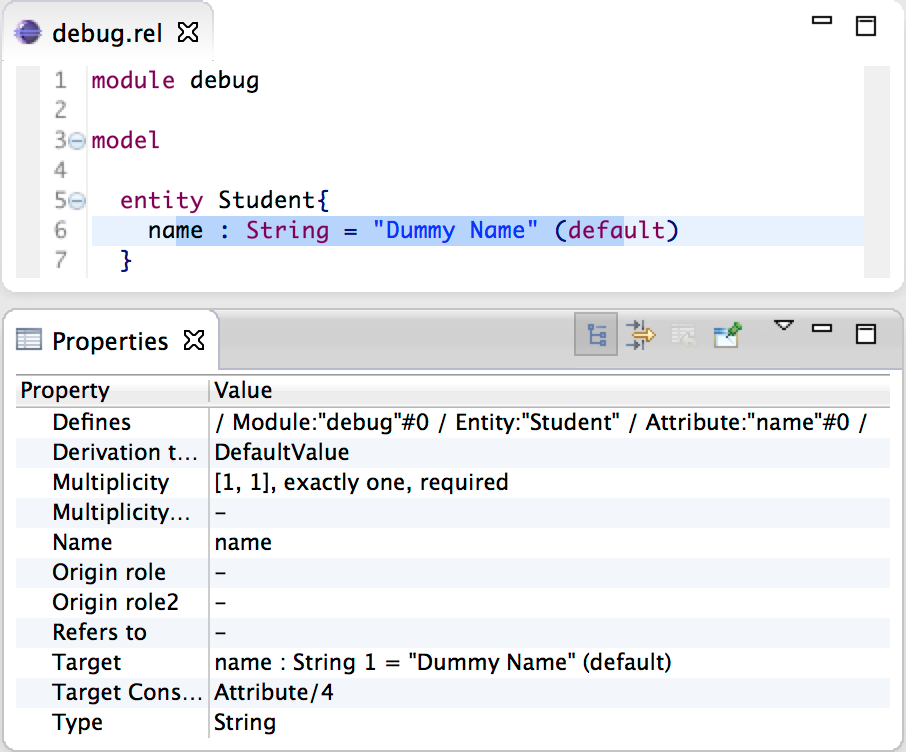 debug.rel
1 module debug
2
3 model
4
5 entity Student{
6 name : String = "Dummy Name" (default)
7 }
Properties
Property Value
Defines / Module:"debug"#0 / Entity:"Student" / Attribute:"name"#0 /
Derivation t... DefaultValue
Multiplicity [1, 1], exactly one, required
Multiplicity... –
Name name
Origin role –
Origin role2 –
Refers to –
Target name : String 1 = "Dummy Name" (default)
Target Cons... Attribute/4
Type String